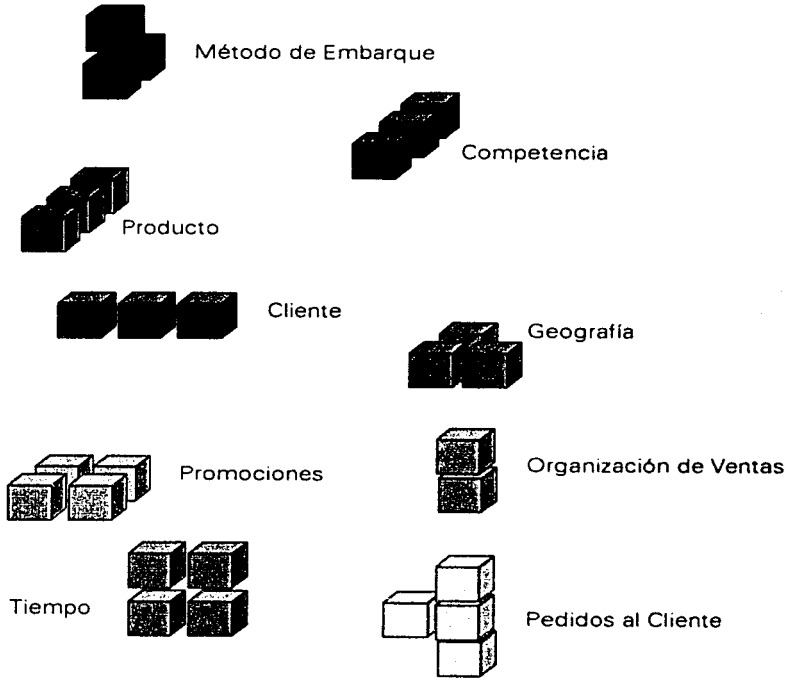 Método de Embarque
Competencia
Producto
Cliente
Geografía
Promociones
Organización de Ventas
Tiempo
Pedidos al Cliente